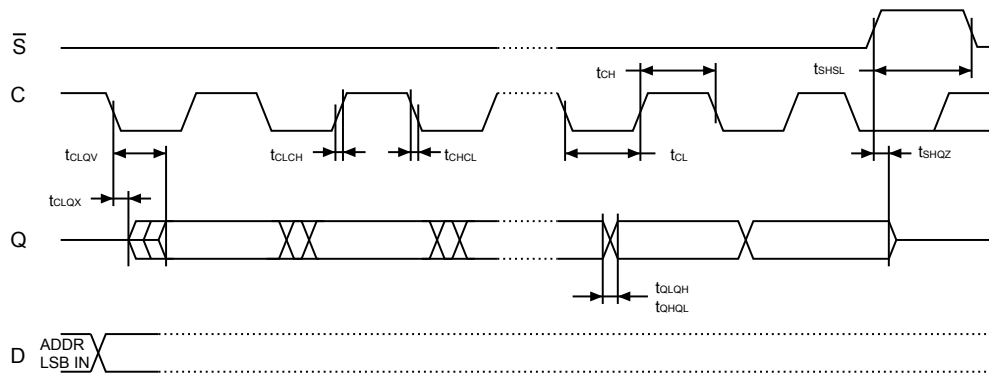 S̅
tCH
tSHSL
C
tCLQV
tCLCH
tCHCL
tCL
tSHQZ
tCLQX
Q
tQLQH
tQHQL
D
ADDR
LSB IN